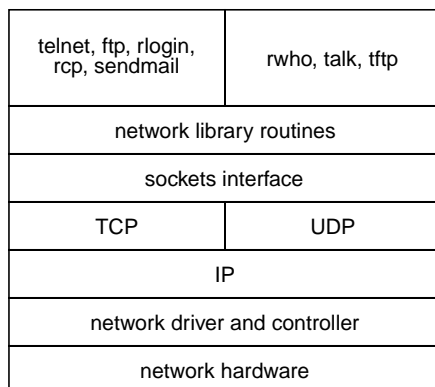 telnet, ftp, rlogin,
rcp, sendmail
rwho, talk, tftp
network library routines
sockets interface
TCP
UDP
IP
network driver and controller
network hardware